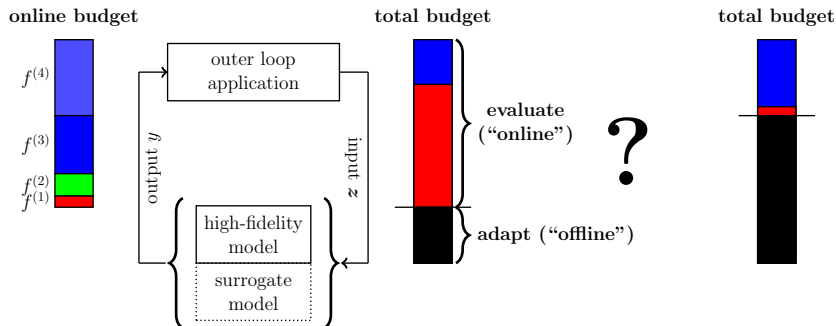 online budget
f^(4)
f^(3)
f^(2)
f^(1)
output y
outer loop
application
input z
high-fidelity
model
surrogate
model
total budget
evaluate
(“online”)
adapt (“offline”)
?
total budget